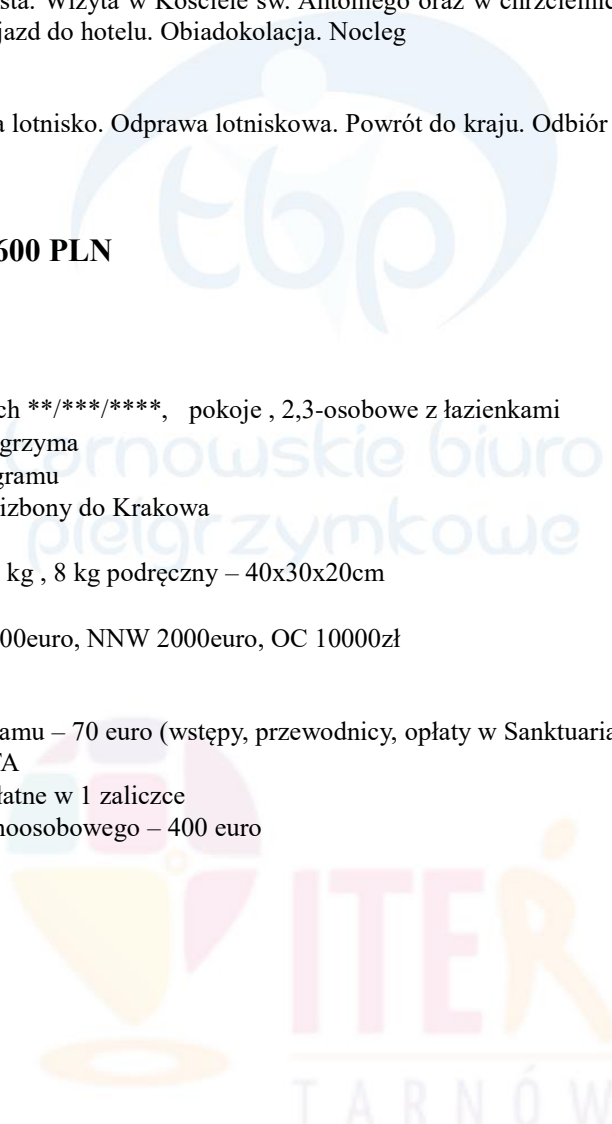 sta. Wizyta w Kościele św. Antoniego oraz w chrzcielnic
jazd do hotelu. Obiadokolacja. Nocleg
a lotnisko. Odprawa lotniskowa. Powrót do kraju. Odbiór
tbp
600 PLN
ch **/***/****, pokoje , 2,3-osobowe z łazienkami
grzyma
gramu
izbony do Krakowa
tarnowskie biuro
pielgrzymkowe
kg , 8 kg podręczny – 40x30x20cm
00euro, NNW 2000euro, OC 10000zł
amu – 70 euro (wstępy, przewodnicy, opłaty w Sanktuaria
TA
łatne w 1 zaliczce
noosobowego – 400 euro
ITER
TARNÓW